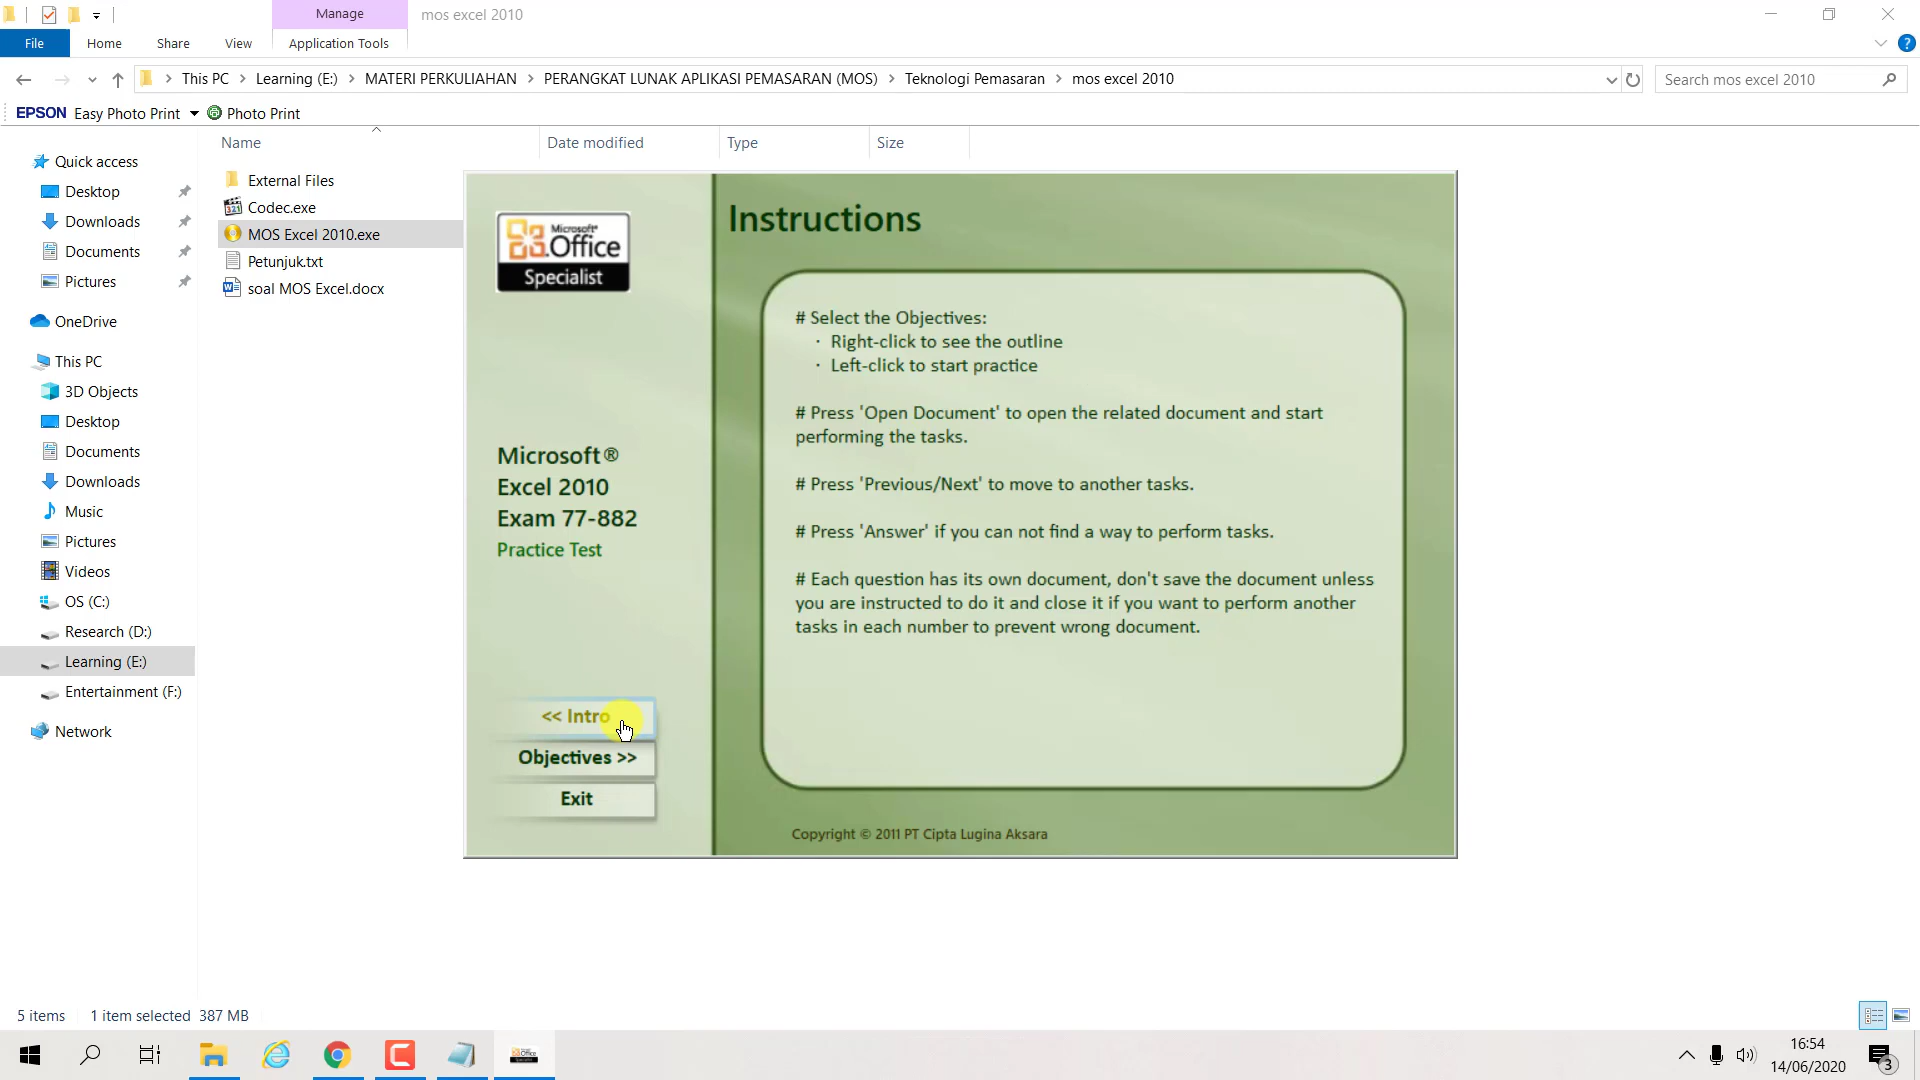 Manage
mos excel 2010
File
Home
Share
View
Application Tools
This PC
Learning (E:)
MATERI PERKULIAHAN
PERANGKAT LUNAK APLIKASI PEMASARAN (MOS)
Teknologi Pemasaran
mos excel 2010
Search mos excel 2010
EPSON Easy Photo Print
Photo Print
Name
Date modified
Type
Size
Quick access
Desktop
Downloads
Documents
Pictures
OneDrive
This PC
3D Objects
Desktop
Documents
Downloads
Music
Pictures
Videos
OS (C:)
Research (D:)
Learning (E:)
Entertainment (F:)
Network
External Files
Codec.exe
MOS Excel 2010.exe
Petunjuk.txt
soal MOS Excel.docx
Microsoft®
Office
Specialist
Microsoft®
Excel 2010
Exam 77-882
Practice Test
<< Intro
Objectives >>
Exit
Instructions
# Select the Objectives:
· Right-click to see the outline
· Left-click to start practice
# Press 'Open Document' to open the related document and start
performing the tasks.
# Press 'Previous/Next' to move to another tasks.
# Press 'Answer' if you can not find a way to perform tasks.
# Each question has its own document, don't save the document unless
you are instructed to do it and close it if you want to perform another
tasks in each number to prevent wrong document.
Copyright © 2011 PT Cipta Lugina Aksara
5 items
1 item selected 387 MB
16:54
14/06/2020
3